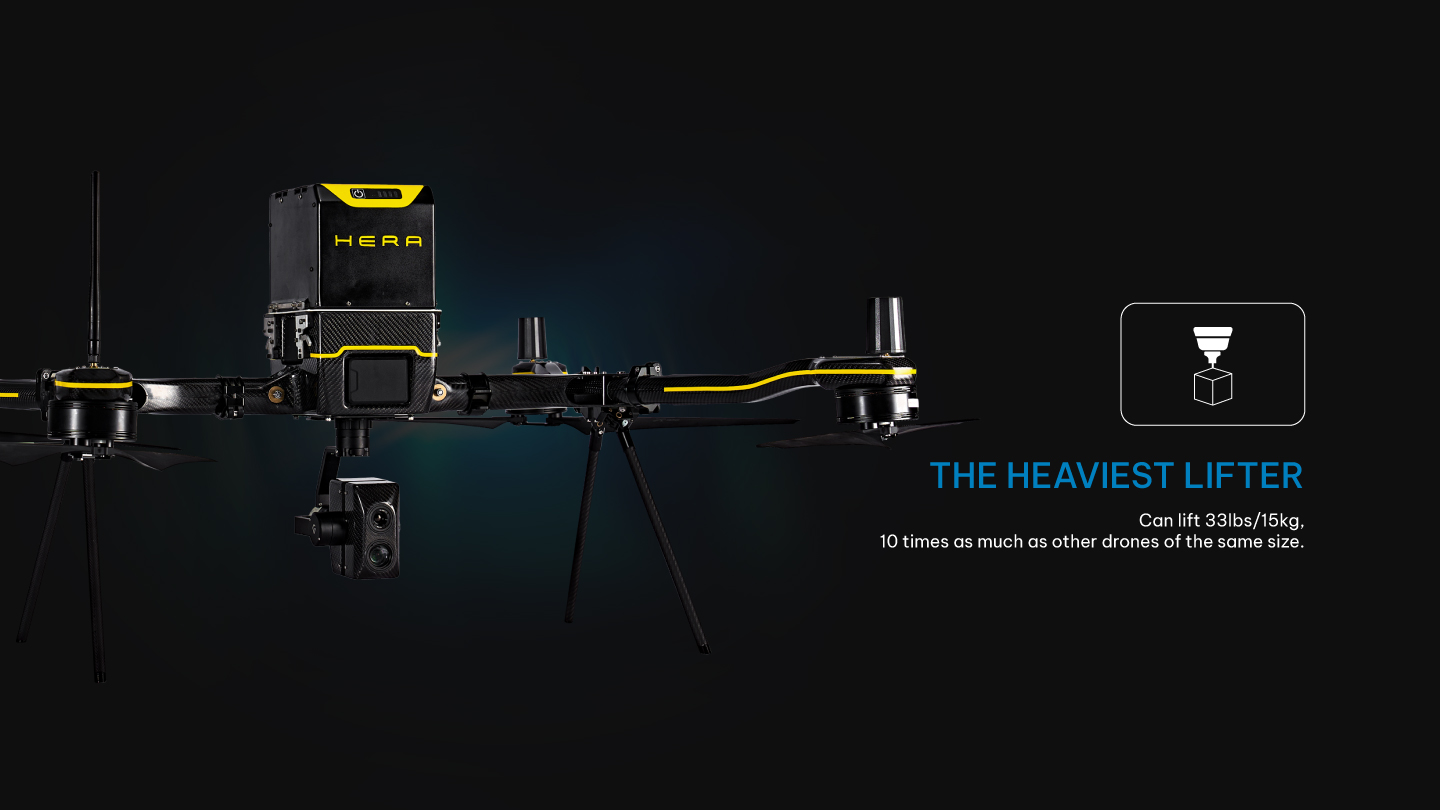 HERA
THE HEAVIEST LIFTER
Can lift 33lbs/15kg,
10 times as much as other drones of the same size.